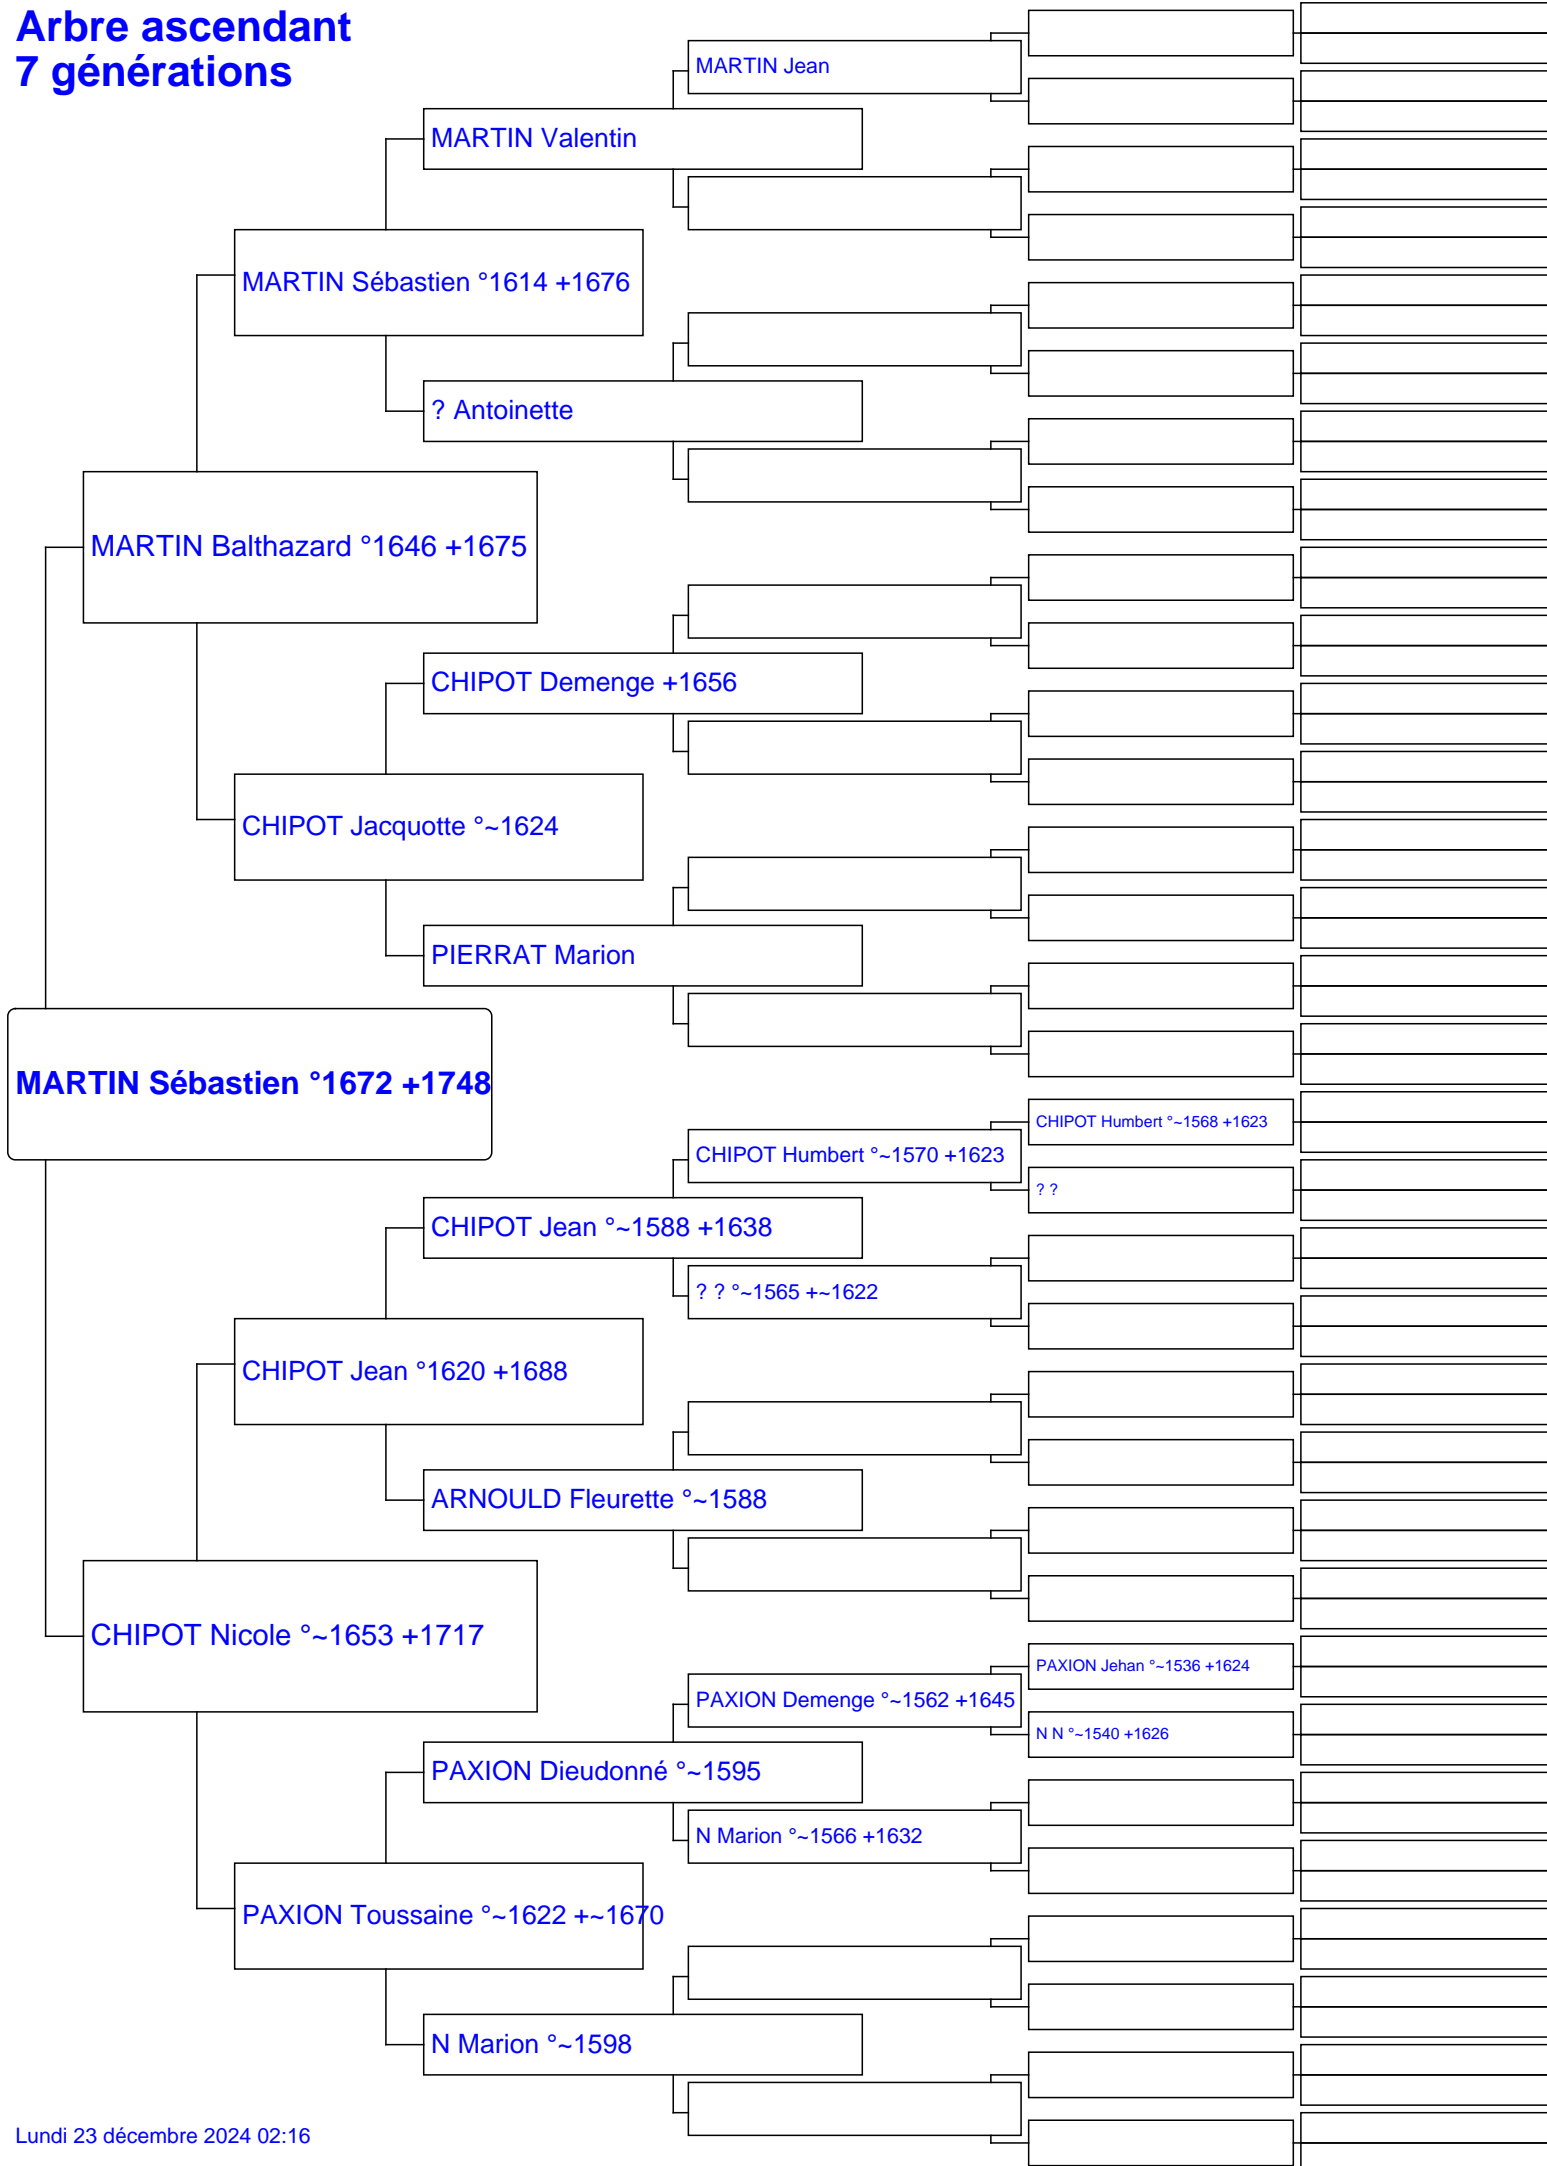 Arbre ascendant
7 générations
MARTIN Jean
MARTIN Valentin
MARTIN Sébastien °1614 +1676
? Antoinette
MARTIN Balthazard °1646 +1675
CHIPOT Demenge +1656
CHIPOT Jacquotte °~1624
PIERRAT Marion
MARTIN Sébastien °1672 +1748
CHIPOT Humbert °~1568 +1623
CHIPOT Humbert °~1570 +1623
? ?
CHIPOT Jean °~1588 +1638
? ? °~1565 +~1622
CHIPOT Jean °1620 +1688
ARNOULD Fleurette °~1588
CHIPOT Nicole °~1653 +1717
PAXION Jehan °~1536 +1624
PAXION Demenge °~1562 +1645
N N °~1540 +1626
PAXION Dieudonné °~1595
N Marion °~1566 +1632
PAXION Toussaine °~1622 +~1670
N Marion °~1598
Lundi 23 décembre 2024 02:16